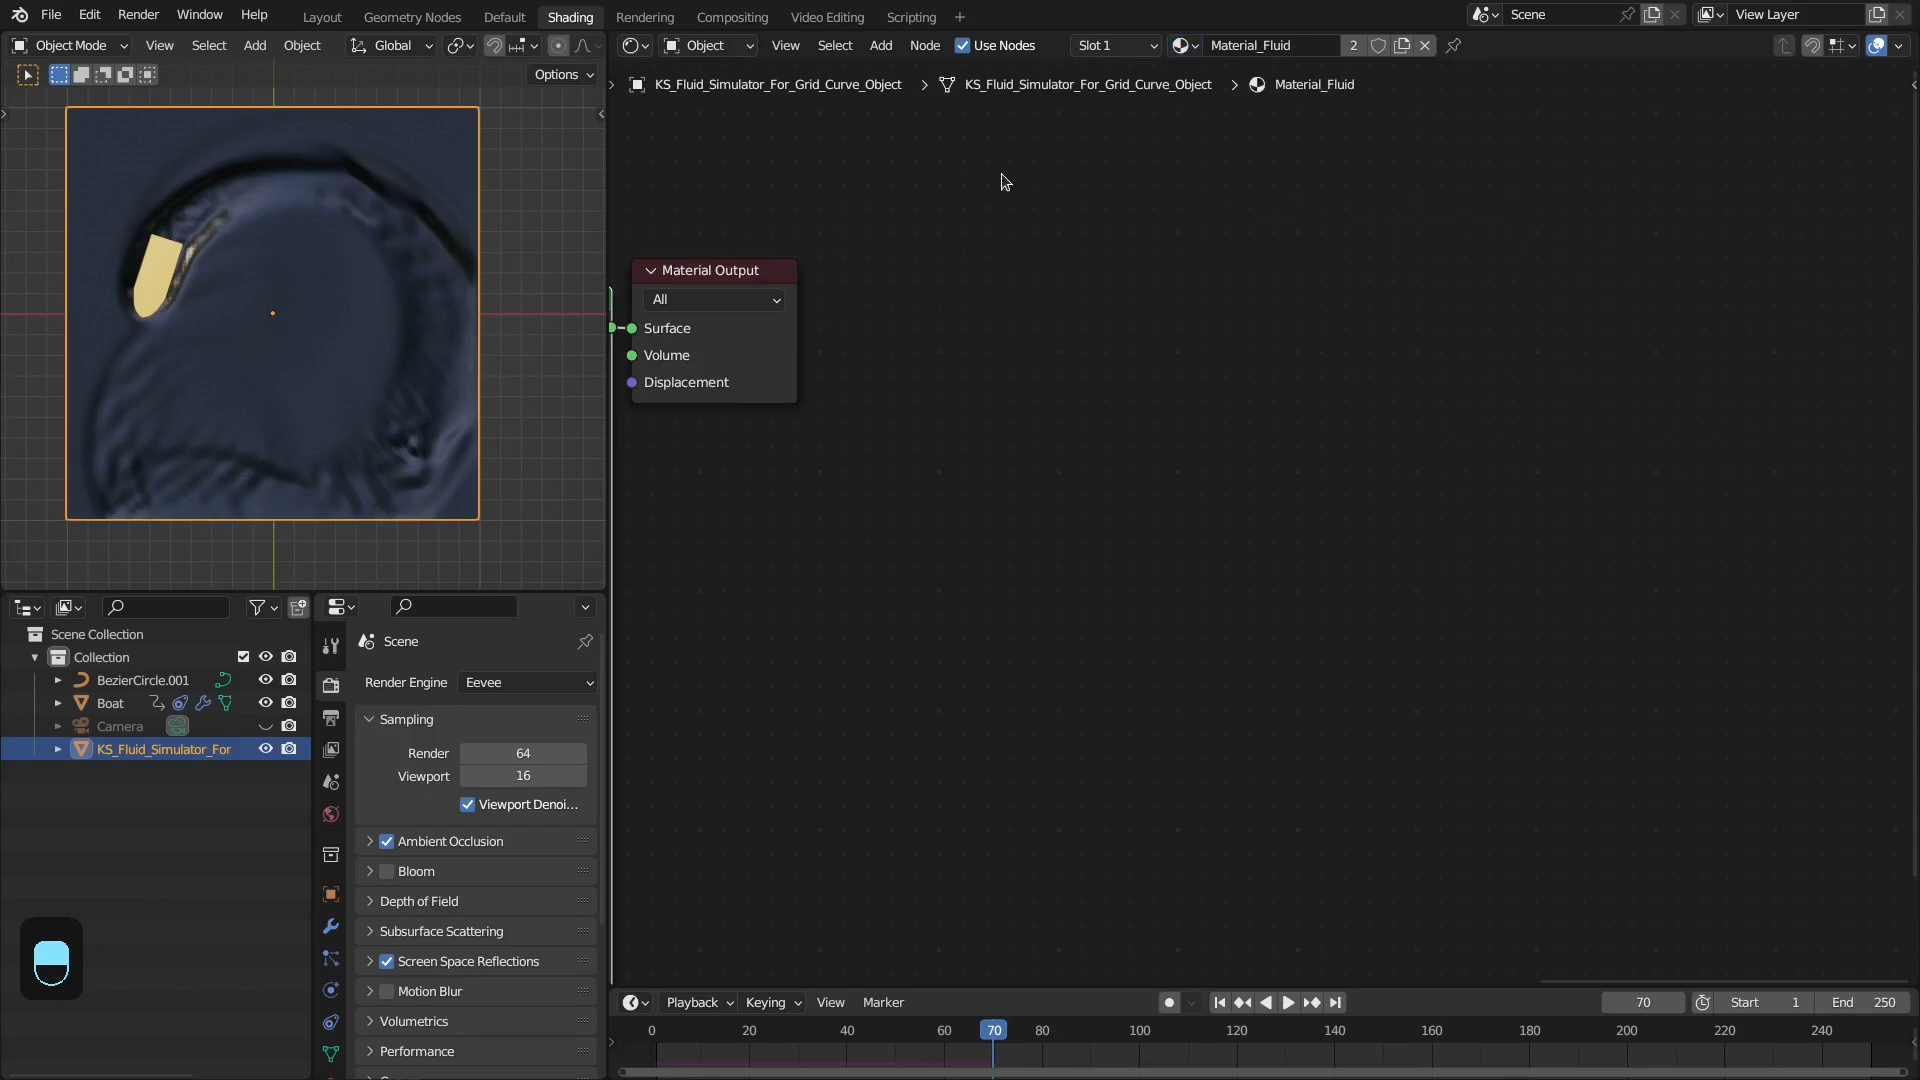 File Edit Render Window Help Layout Geometry Nodes Default Shading Rendering Compositing Video Editing Scripting + Scene View Layer
Object Mode View Select Add Object Global
Object View Select Add Node Use Nodes Slot 1 Material_Fluid 2
Options
KS_Fluid_Simulator_For_Grid_Curve_Object > KS_Fluid_Simulator_For_Grid_Curve_Object > Material_Fluid
Material Output
All
Surface
Volume
Displacement
Scene Collection
Collection
BezierCircle.001
Boat
Camera
KS_Fluid_Simulator_For
Scene
Render Engine Eevee
Sampling
Render 64
Viewport 16
Viewport Denoi...
Ambient Occlusion
Bloom
Depth of Field
Subsurface Scattering
Screen Space Reflections
Motion Blur
Volumetrics
Performance
Playback Keying View Marker 70 Start 1 End 250
0 20 40 60 70 80 100 120 140 160 180 200 220 240